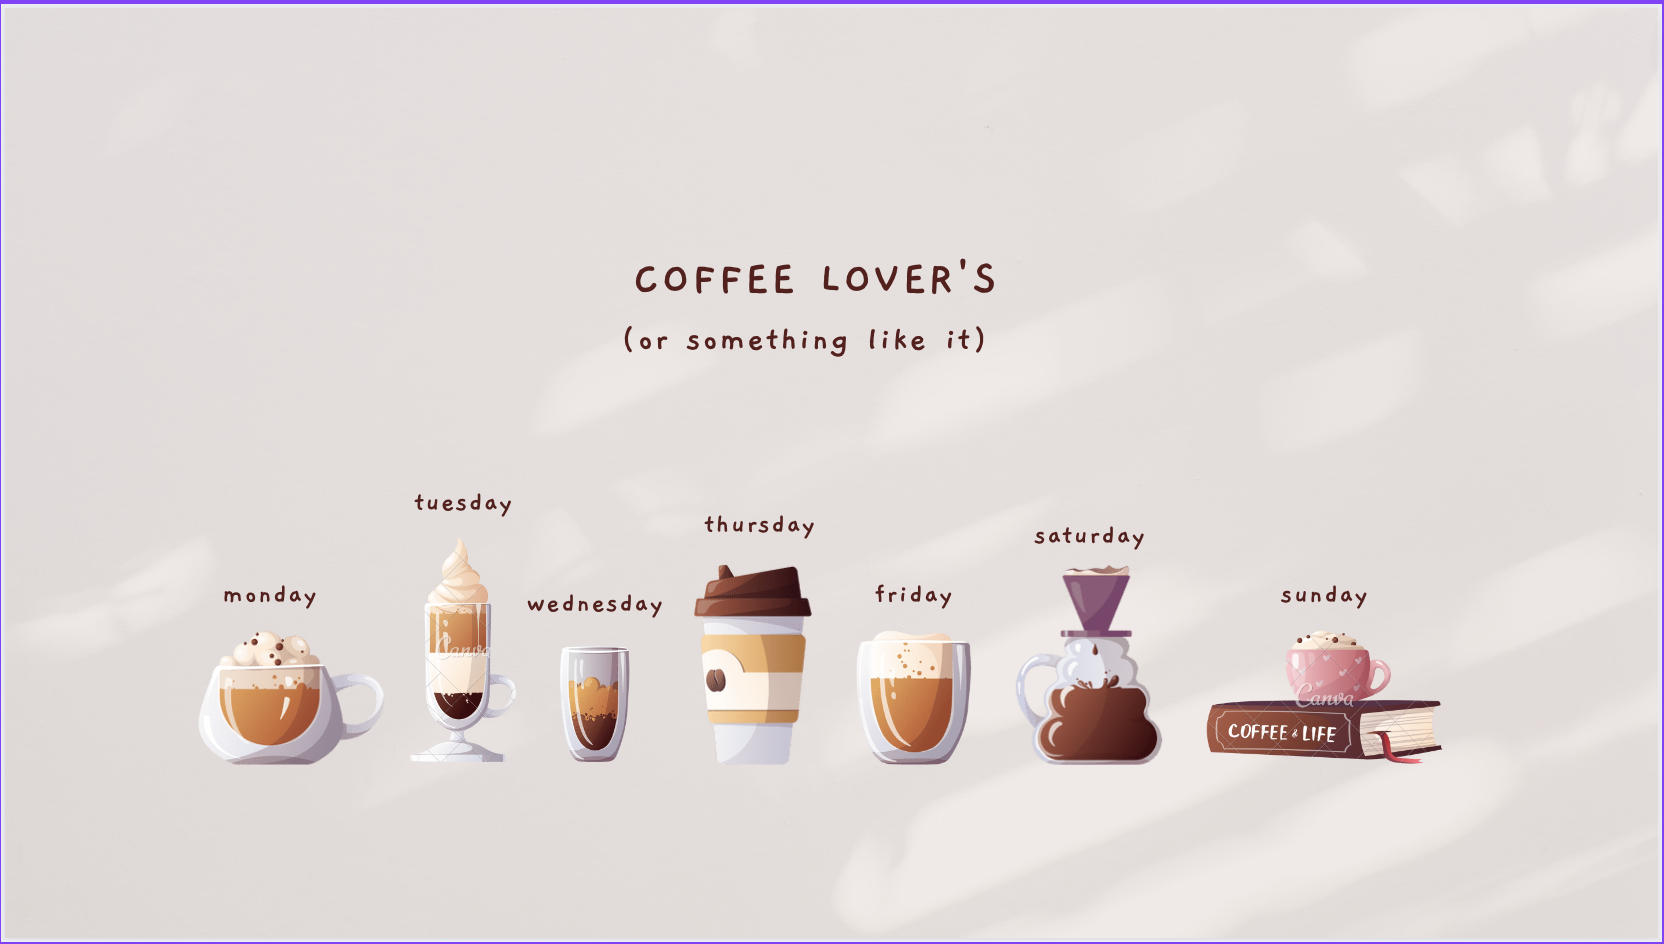 COFFEE LOVER'S
(or something like it)
monday
tuesday
wednesday
thursday
friday
saturday
sunday
Canva
Canva
COFFEE & LIFE